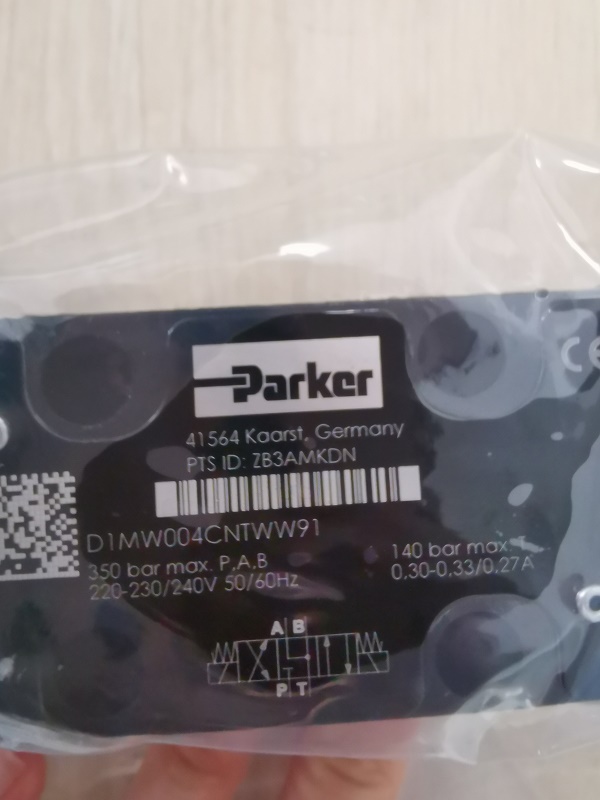 Parker
41564 Kaarst, Germany
PTS ID: ZB3AMKDN
D1MW004CNTWW91
350 bar max. P,A,B
140 bar max. T
220-230/240V 50/60Hz
0,30-0,33/0,27A
A B
P T
CE